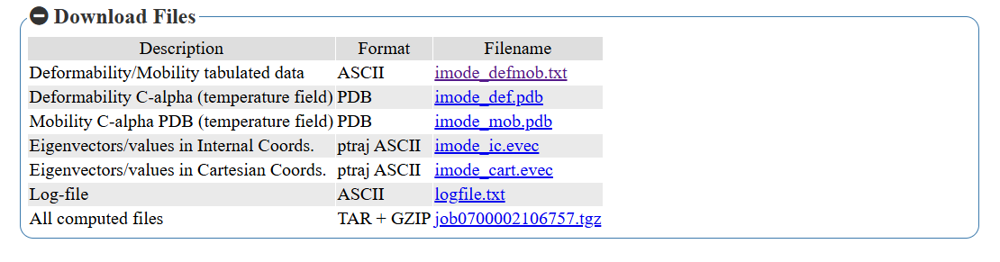 Download Files
Description Format Filename
Deformability/Mobility tabulated data ASCII imode_defmob.txt
Deformability C-alpha (temperature field) PDB imode_def.pdb
Mobility C-alpha PDB (temperature field) PDB imode_mob.pdb
Eigenvectors/values in Internal Coords. ptraj ASCII imode_ic.evec
Eigenvectors/values in Cartesian Coords. ptraj ASCII imode_cart.evec
Log-file ASCII logfile.txt
All computed files TAR + GZIP job0700002106757.tgz